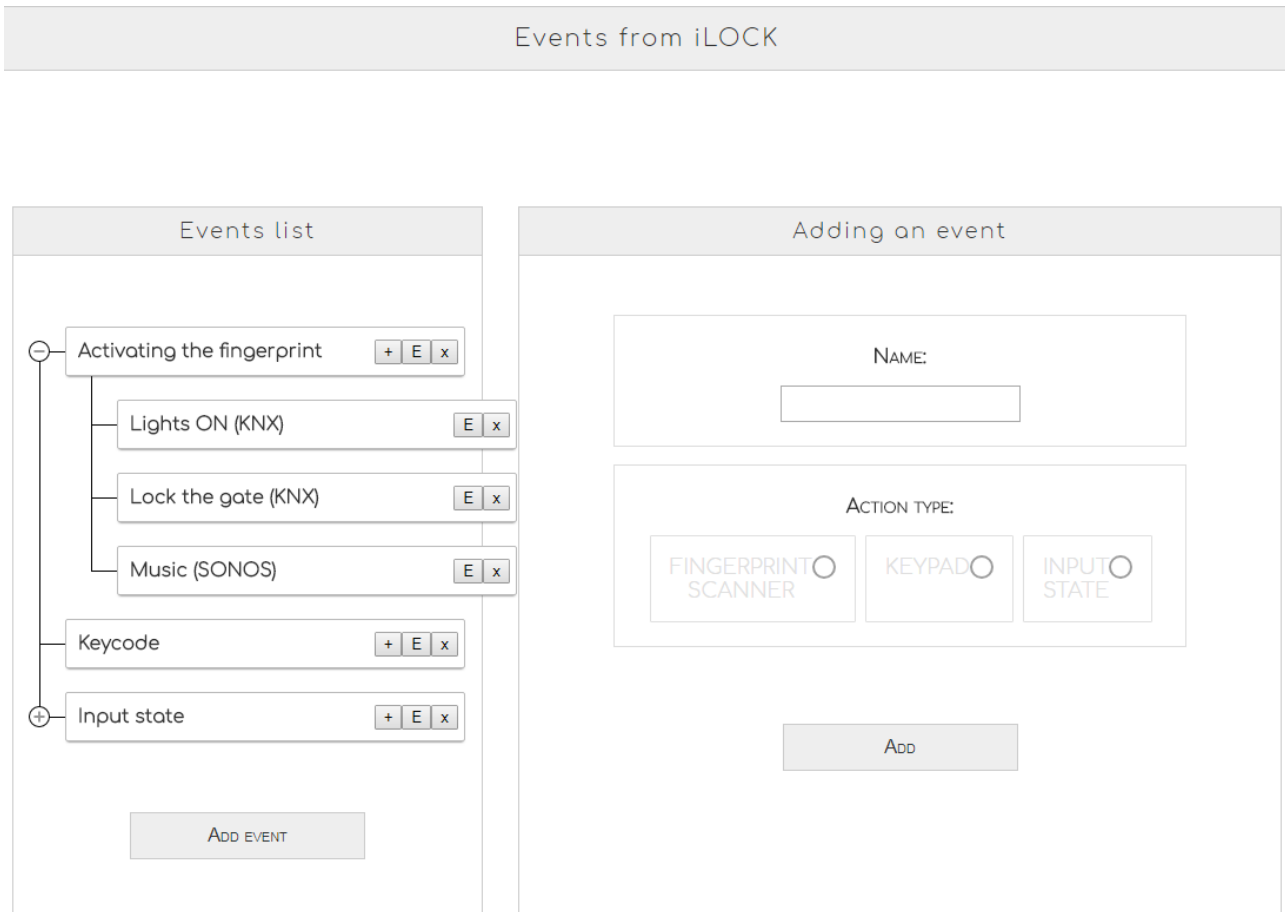 Events from iLOCK
Events list
Activating the fingerprint + E x
Lights ON (KNX) E x
Lock the gate (KNX) E x
Music (SONOS) E x
Keycode + E x
Input state + E x
Add event
Adding an event
Name:
Action type:
FINGERPRINT
SCANNER
KEYPAD
INPUT
STATE
Add